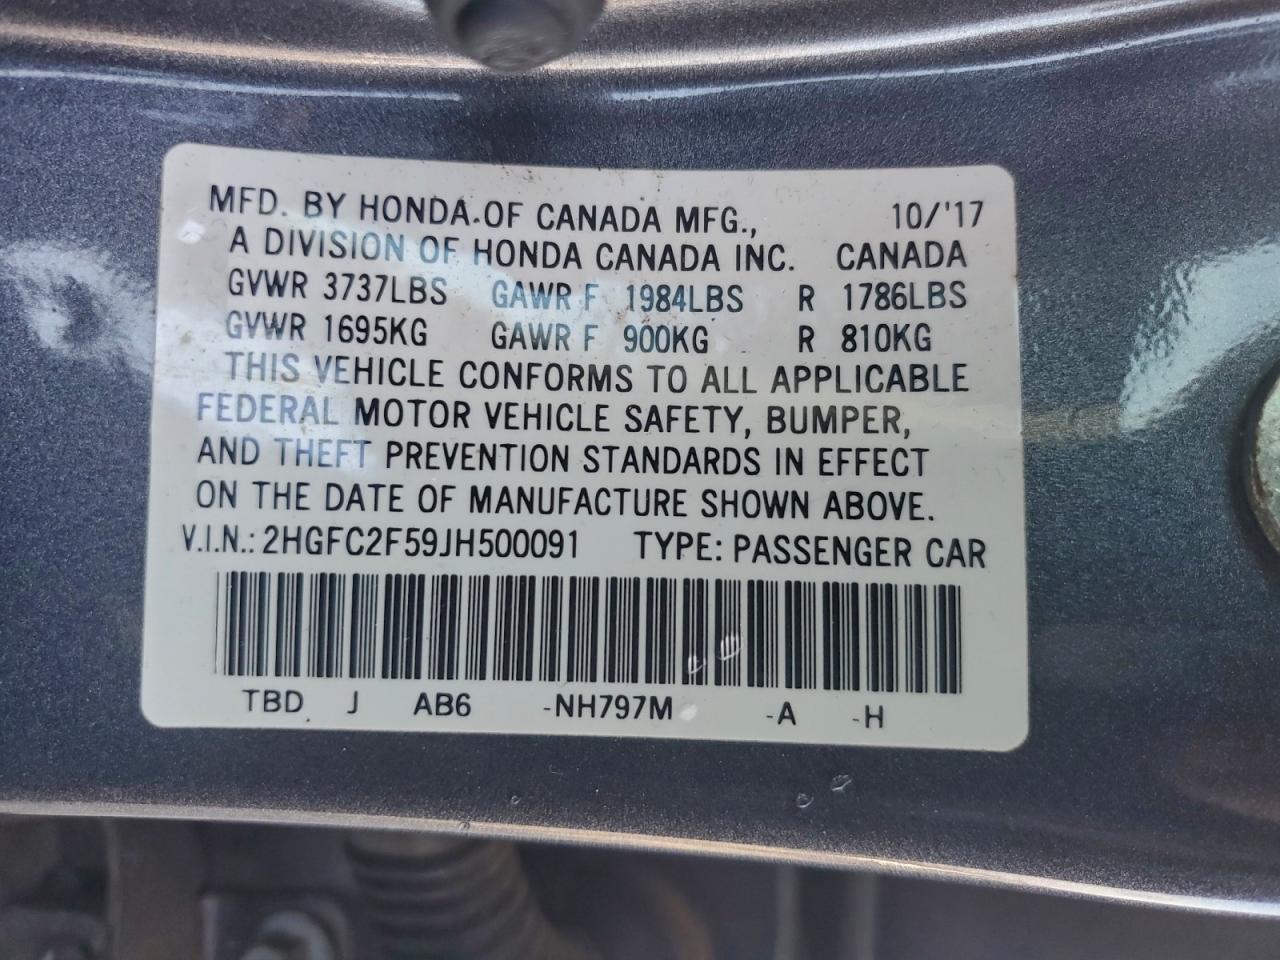 MFD. BY HONDA OF CANADA MFG., 10/'17
A DIVISION OF HONDA CANADA INC. CANADA
GVWR 3737LBS GAWR F 1984LBS R 1786LBS
GVWR 1695KG GAWR F 900KG R 810KG
THIS VEHICLE CONFORMS TO ALL APPLICABLE
FEDERAL MOTOR VEHICLE SAFETY, BUMPER,
AND THEFT PREVENTION STANDARDS IN EFFECT
ON THE DATE OF MANUFACTURE SHOWN ABOVE.
V.I.N.: 2HGFC2F59JH500091 TYPE: PASSENGER CAR
TBD J AB6 -NH797M -A -H